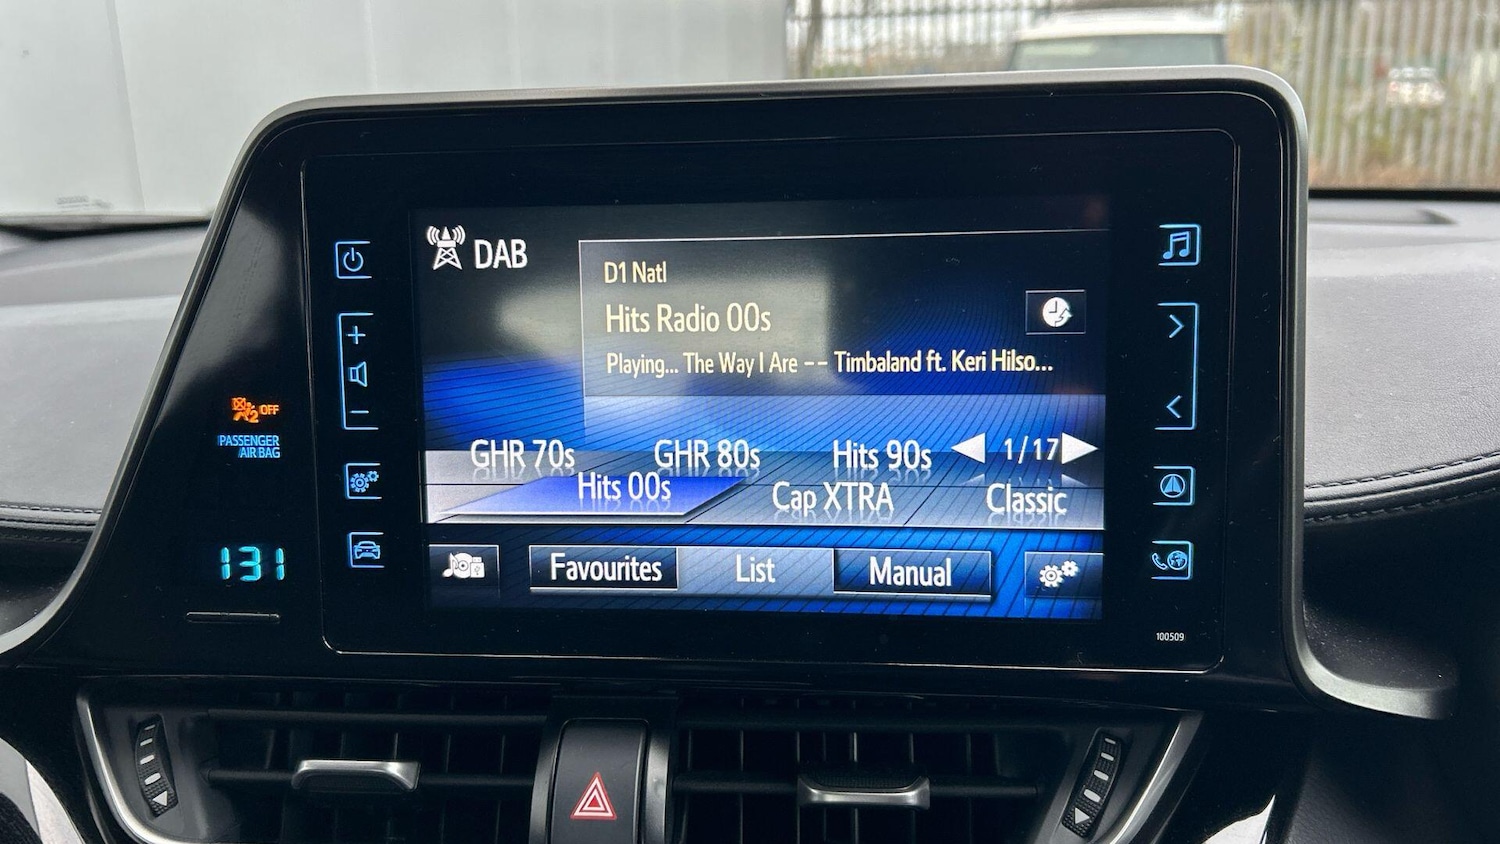 DAB
D1 Natl
Hits Radio 00s
Playing... The Way I Are -- Timbaland ft. Keri Hilso...
GHR 70s GHR 80s Hits 90s 1/17
Hits 00s Cap XTRA Classic
Favourites List Manual
+
-
2 OFF
PASSENGER
AIR BAG
131
100509